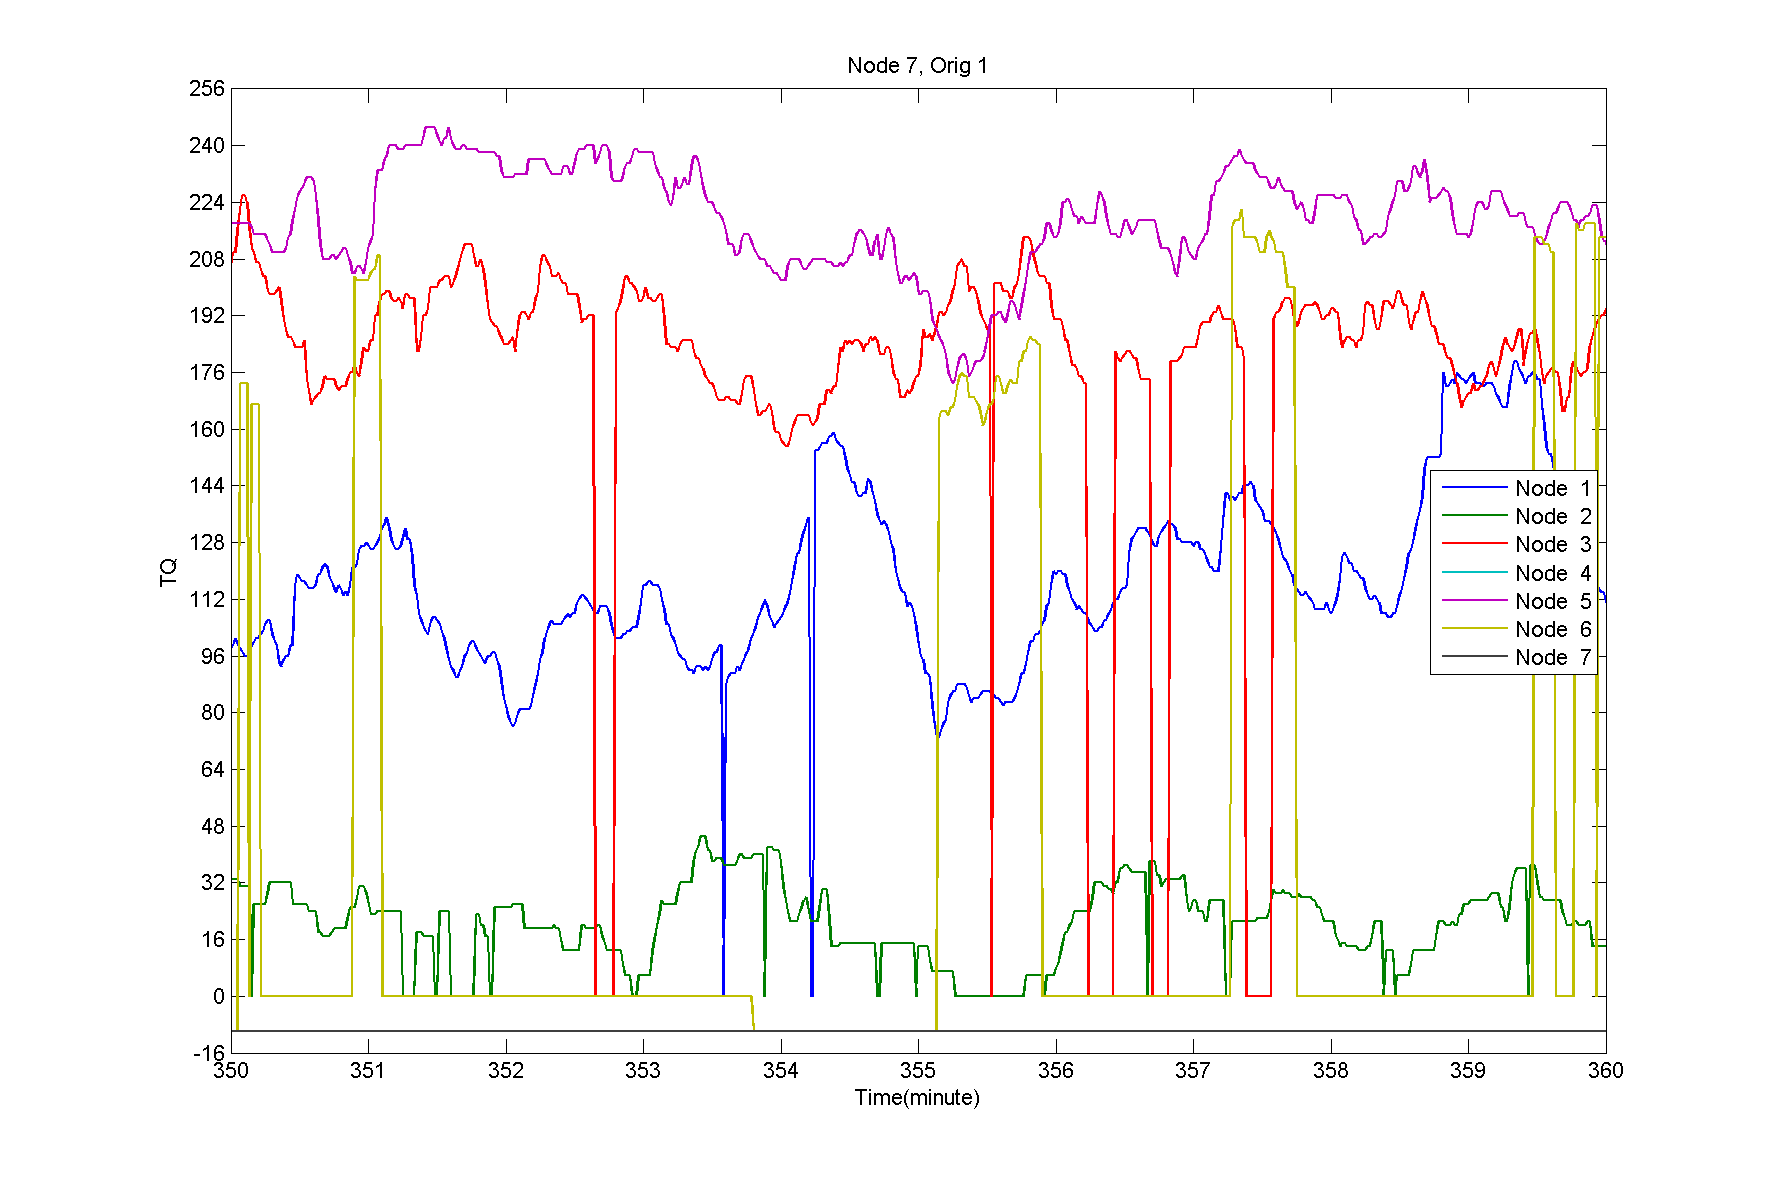 Node 7, Orig 1
256
240
224
208
192
176
160
144
128
112
96
80
64
48
32
16
0
-16
TQ
350 351 352 353 354 355 356 357 358 359 360
Time(minute)
Node 1
Node 2
Node 3
Node 4
Node 5
Node 6
Node 7